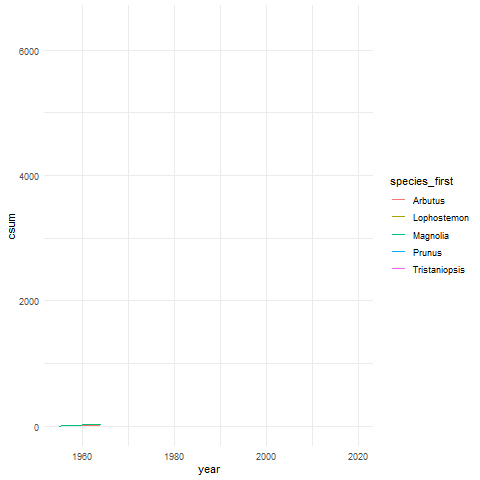 6000
4000
2000
0
csum
1960
1980
2000
2020
year
species_first
Arbutus
Lophostemon
Magnolia
Prunus
Tristaniopsis